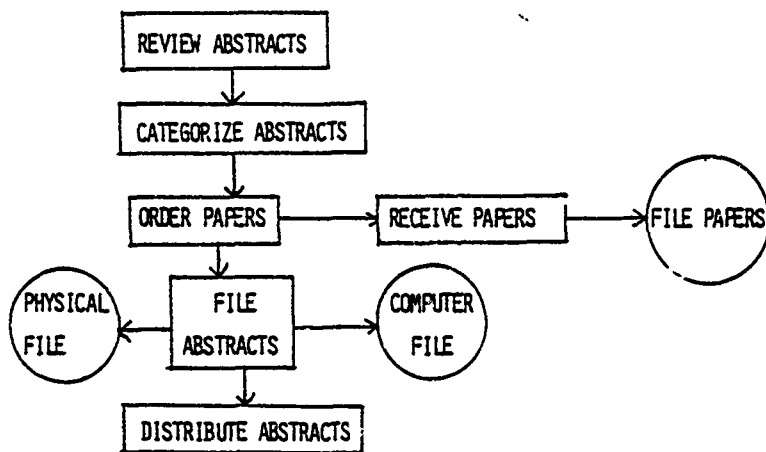 REVIEW ABSTRACTS
CATEGORIZE ABSTRACTS
ORDER PAPERS
RECEIVE PAPERS
FILE PAPERS
PHYSICAL
FILE
FILE
ABSTRACTS
COMPUTER
FILE
DISTRIBUTE ABSTRACTS